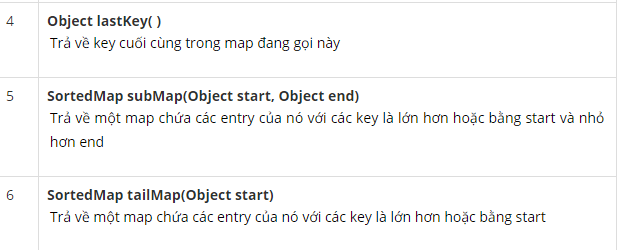 4
Object lastKey( )
Trả về key cuối cùng trong map đang gọi này
5
SortedMap subMap(Object start, Object end)
Trả về một map chứa các entry của nó với các key là lớn hơn hoặc bằng start và nhỏ
hơn end
6
SortedMap tailMap(Object start)
Trả về một map chứa các entry của nó với các key là lớn hơn hoặc bằng start